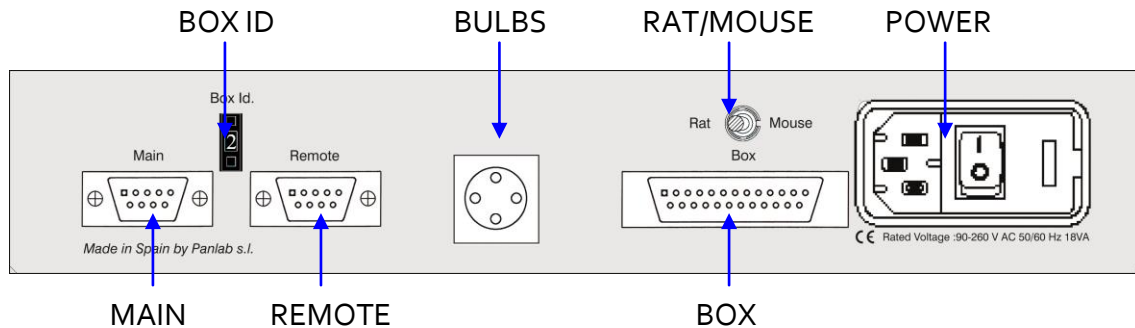 BOX ID BULBS RAT/MOUSE POWER
Box Id.
2
Rat Mouse
Main Remote Box
I
O
Made in Spain by Panlab s.l.
CE Rated Voltage :90-260 V AC 50/60 Hz 18VA
MAIN REMOTE BOX